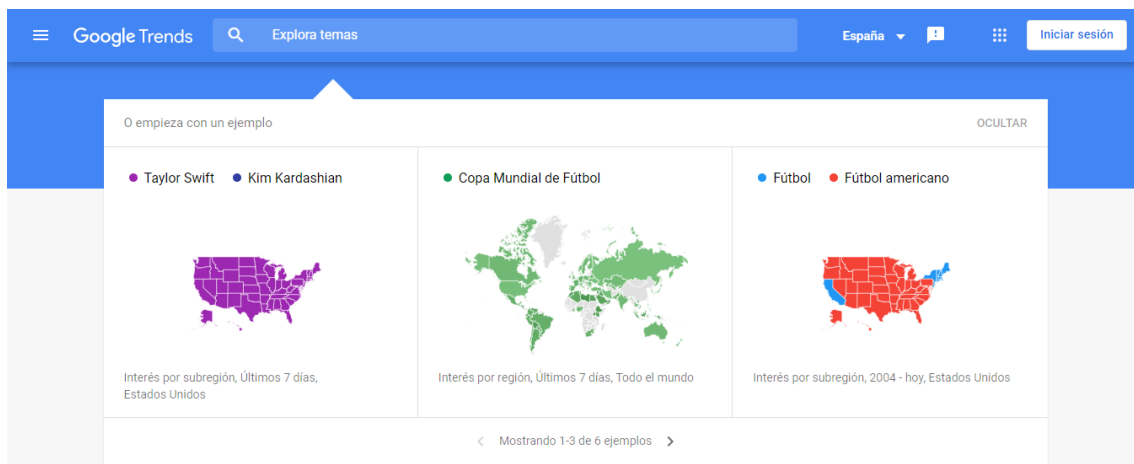 Google Trends Explora temas España Iniciar sesión
O empieza con un ejemplo OCULTAR
Taylor Swift Kim Kardashian
Interés por subregión, Últimos 7 días,
Estados Unidos
Copa Mundial de Fútbol
Interés por región, Últimos 7 días, Todo el mundo
Fútbol Fútbol americano
Interés por subregión, 2004 - hoy, Estados Unidos
Mostrando 1-3 de 6 ejemplos